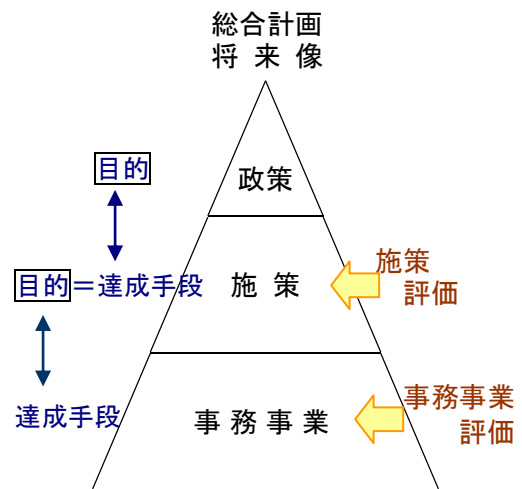 総合計画
将来像
目的
政策
目的＝達成手段
施策
施策
評価
達成手段
事務事業
事務事業
評価